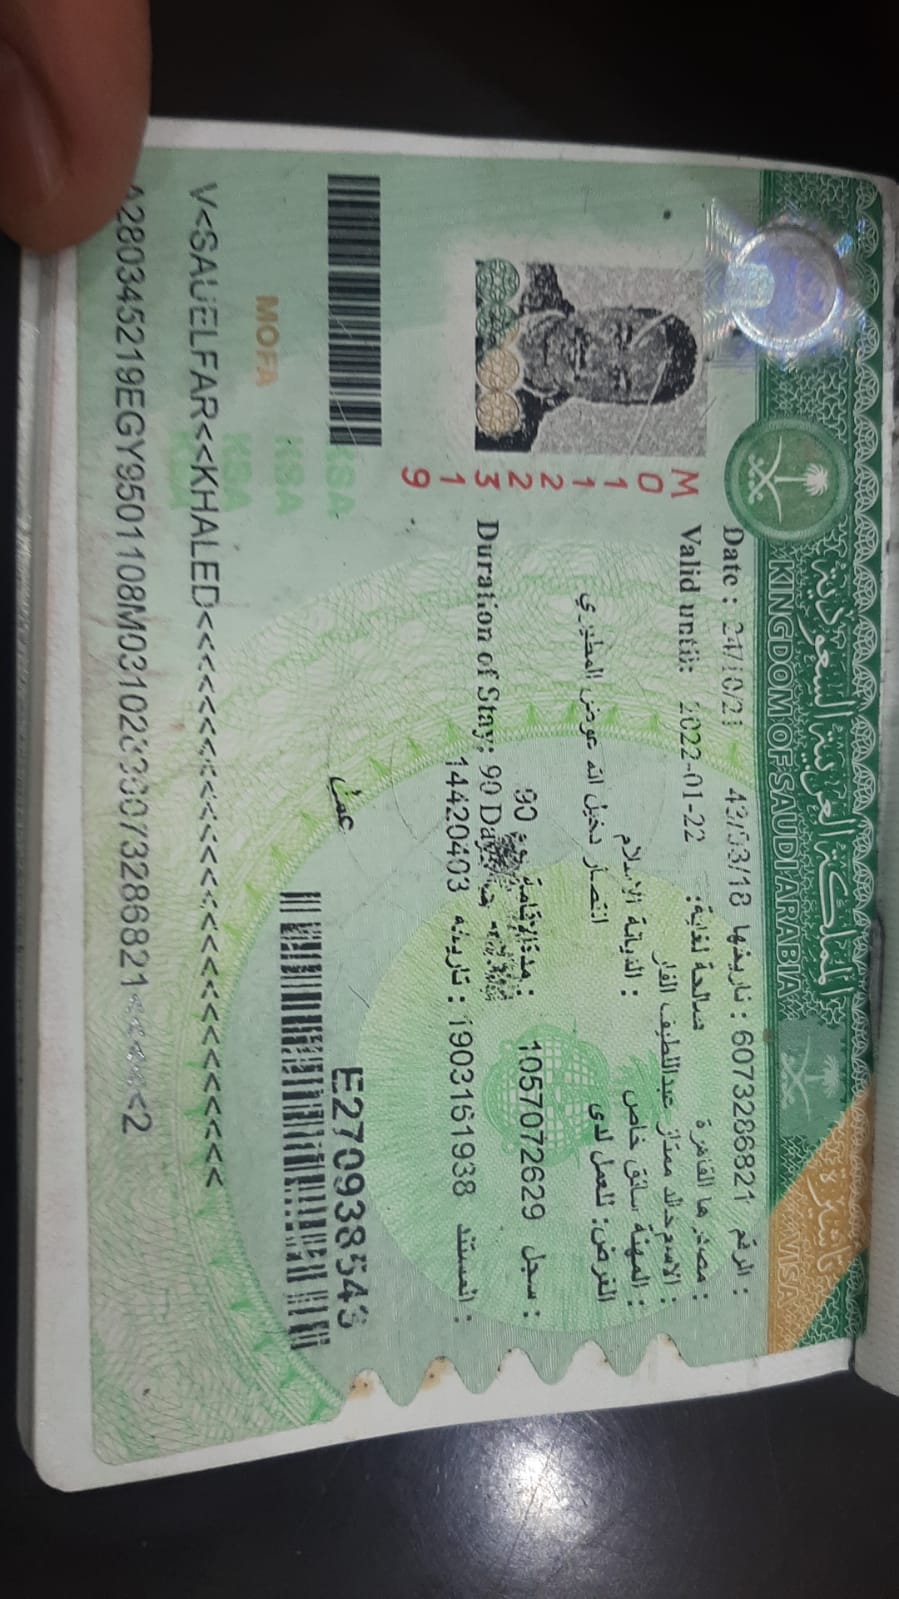 المملكة العربية السعودية
KINGDOM OF SAUDI ARABIA
تأشيرة
VISA
الرقم : 6073286821 تاريخها : 43/03/18 Date : 24/10/21
مصدرها القاهرة صالحة لغاية: 2022-01-22 Valid until:
الاسم خالد ممتاز عبداللطيف الفار
المهنة : سائق خاص الديانة : الاسلام
الغرض: للعمل لدى انتصار دخيل الله عوض المطيري
سجل : 1057072629 مدة الإقامة : 90
Duration of Stay: 90 Days
المستند : 1903161938 تاريخه : 14420403
M01122319
عمل
E270938543
KSA
KSA
KSA
KSA
MOFA
V<SAUELFAR<<KHALED<<<<<<<<<<<<<<<<<<<<<<<<<<
A280345219EGY9501108M03102 073286821<<<<<<2